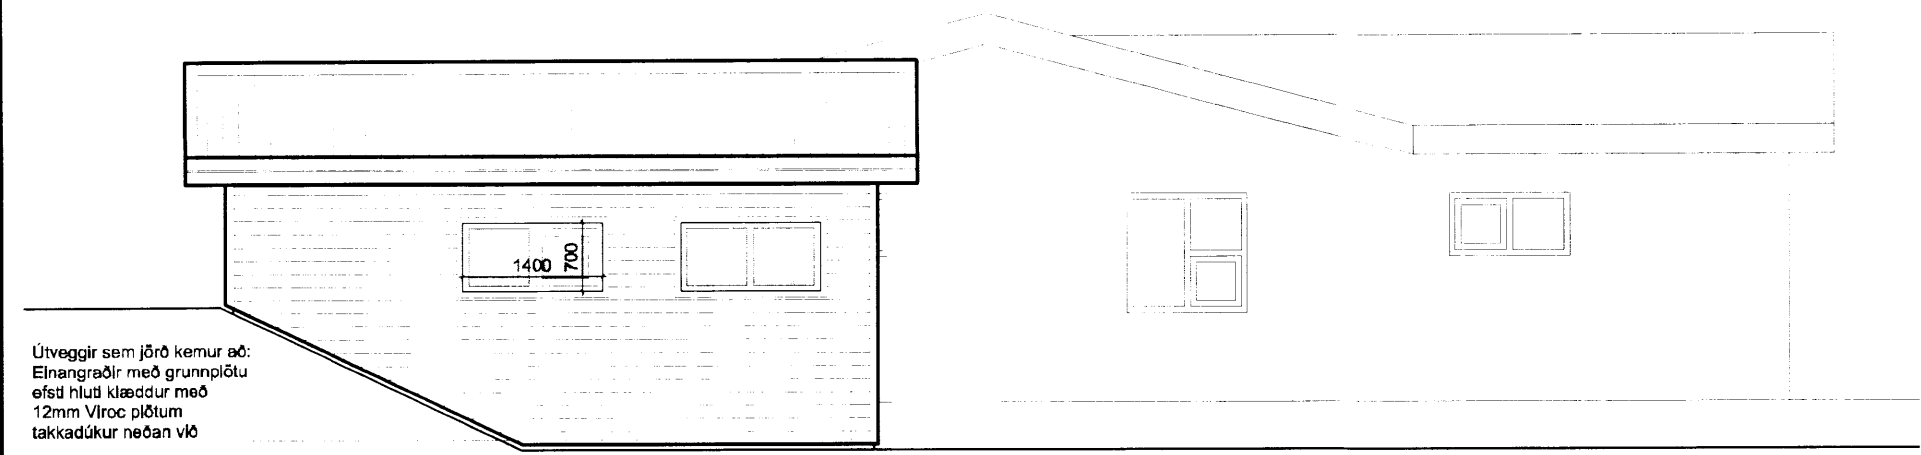 1400
700
Útveggir sem jörð kemur að:
Einangraðir með grunnplötu
efsti hluti klæddur með
12mm Viroc plötum
takkadúkur neðan við